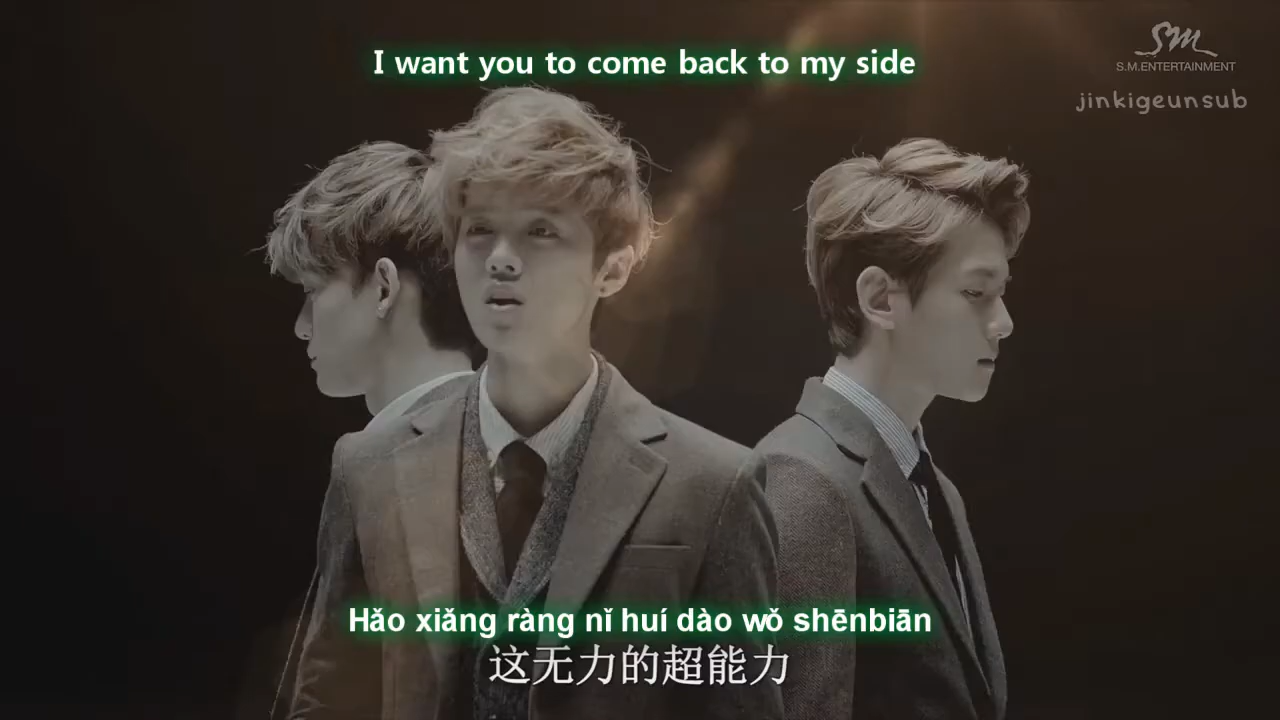 I want you to come back to my side
SM
S.M.ENTERTAINMENT
jinkigeunsub
Hǎo xiǎng ràng nǐ huí dào wǒ shēnbiān
这无力的超能力